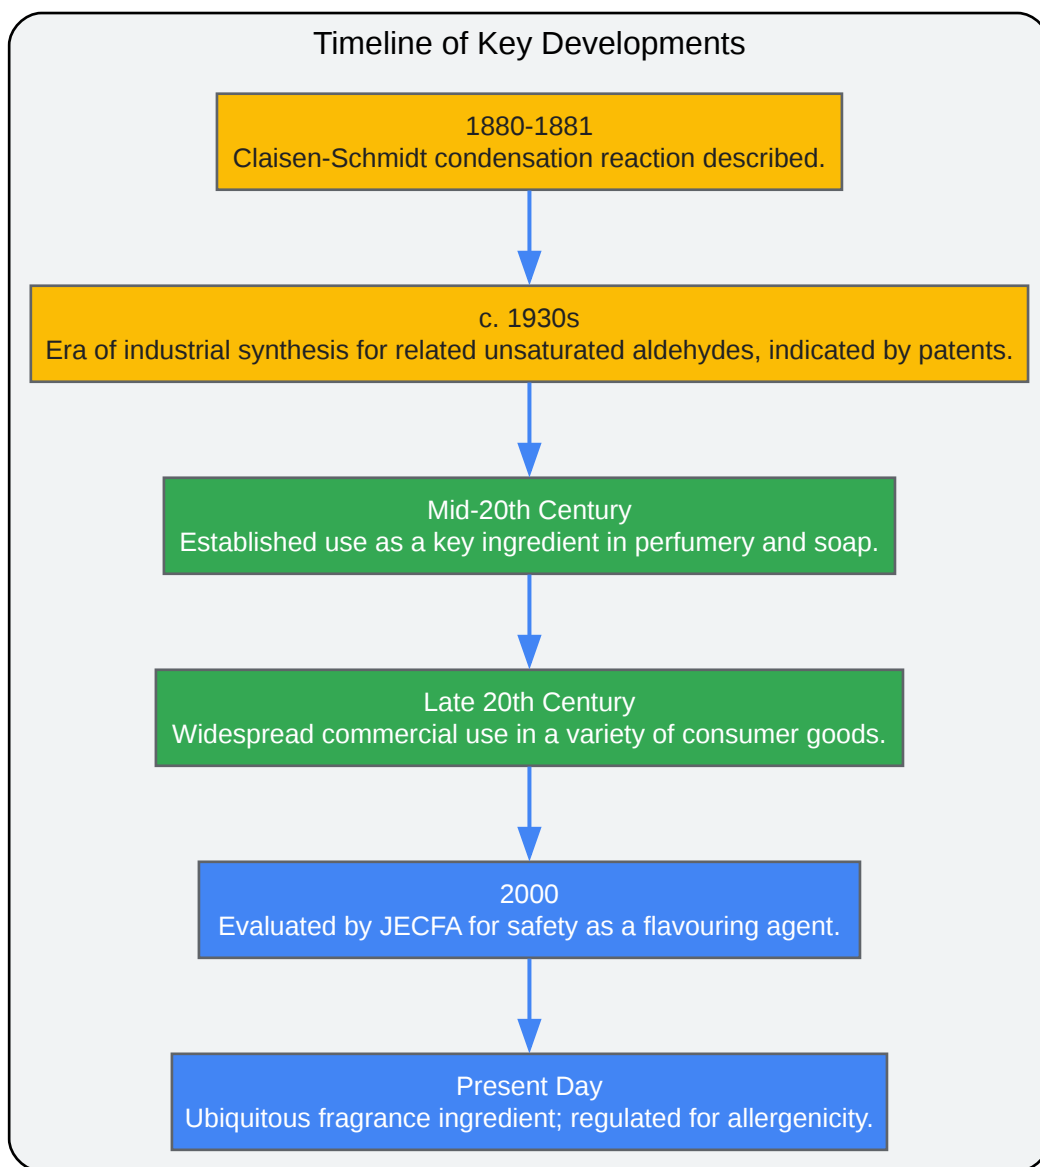 Timeline of Key Developments
1880-1881
Claisen-Schmidt condensation reaction described.
c. 1930s
Era of industrial synthesis for related unsaturated aldehydes, indicated by patents.
Mid-20th Century
Established use as a key ingredient in perfumery and soap.
Late 20th Century
Widespread commercial use in a variety of consumer goods.
2000
Evaluated by JECFA for safety as a flavouring agent.
Present Day
Ubiquitous fragrance ingredient; regulated for allergenicity.